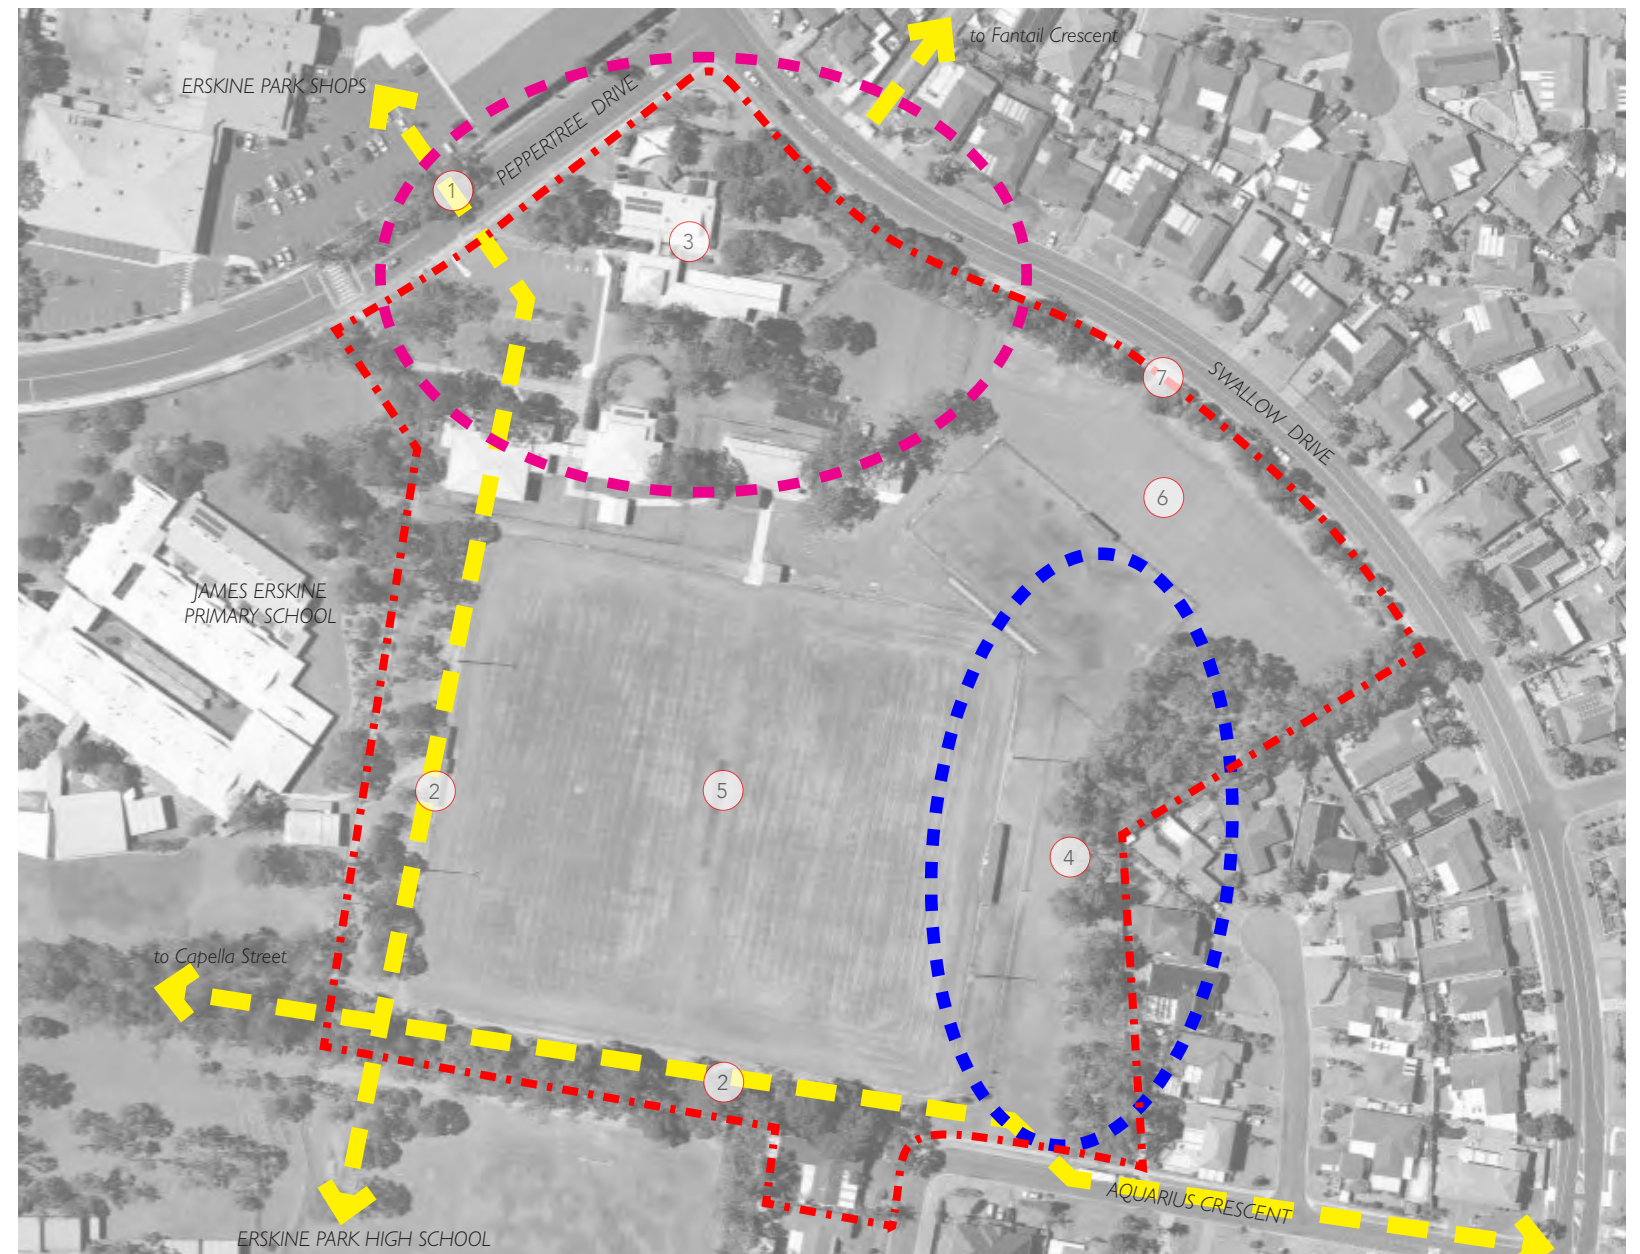 to Fantail Crescent
ERSKINE PARK SHOPS
PEPPERTREE DRIVE
1
3
7
SWALLOW DRIVE
6
JAMES ERSKINE
PRIMARY SCHOOL
2
5
4
to Capella Street
2
AQUARIUS CRESCENT
ERSKINE PARK HIGH SCHOOL